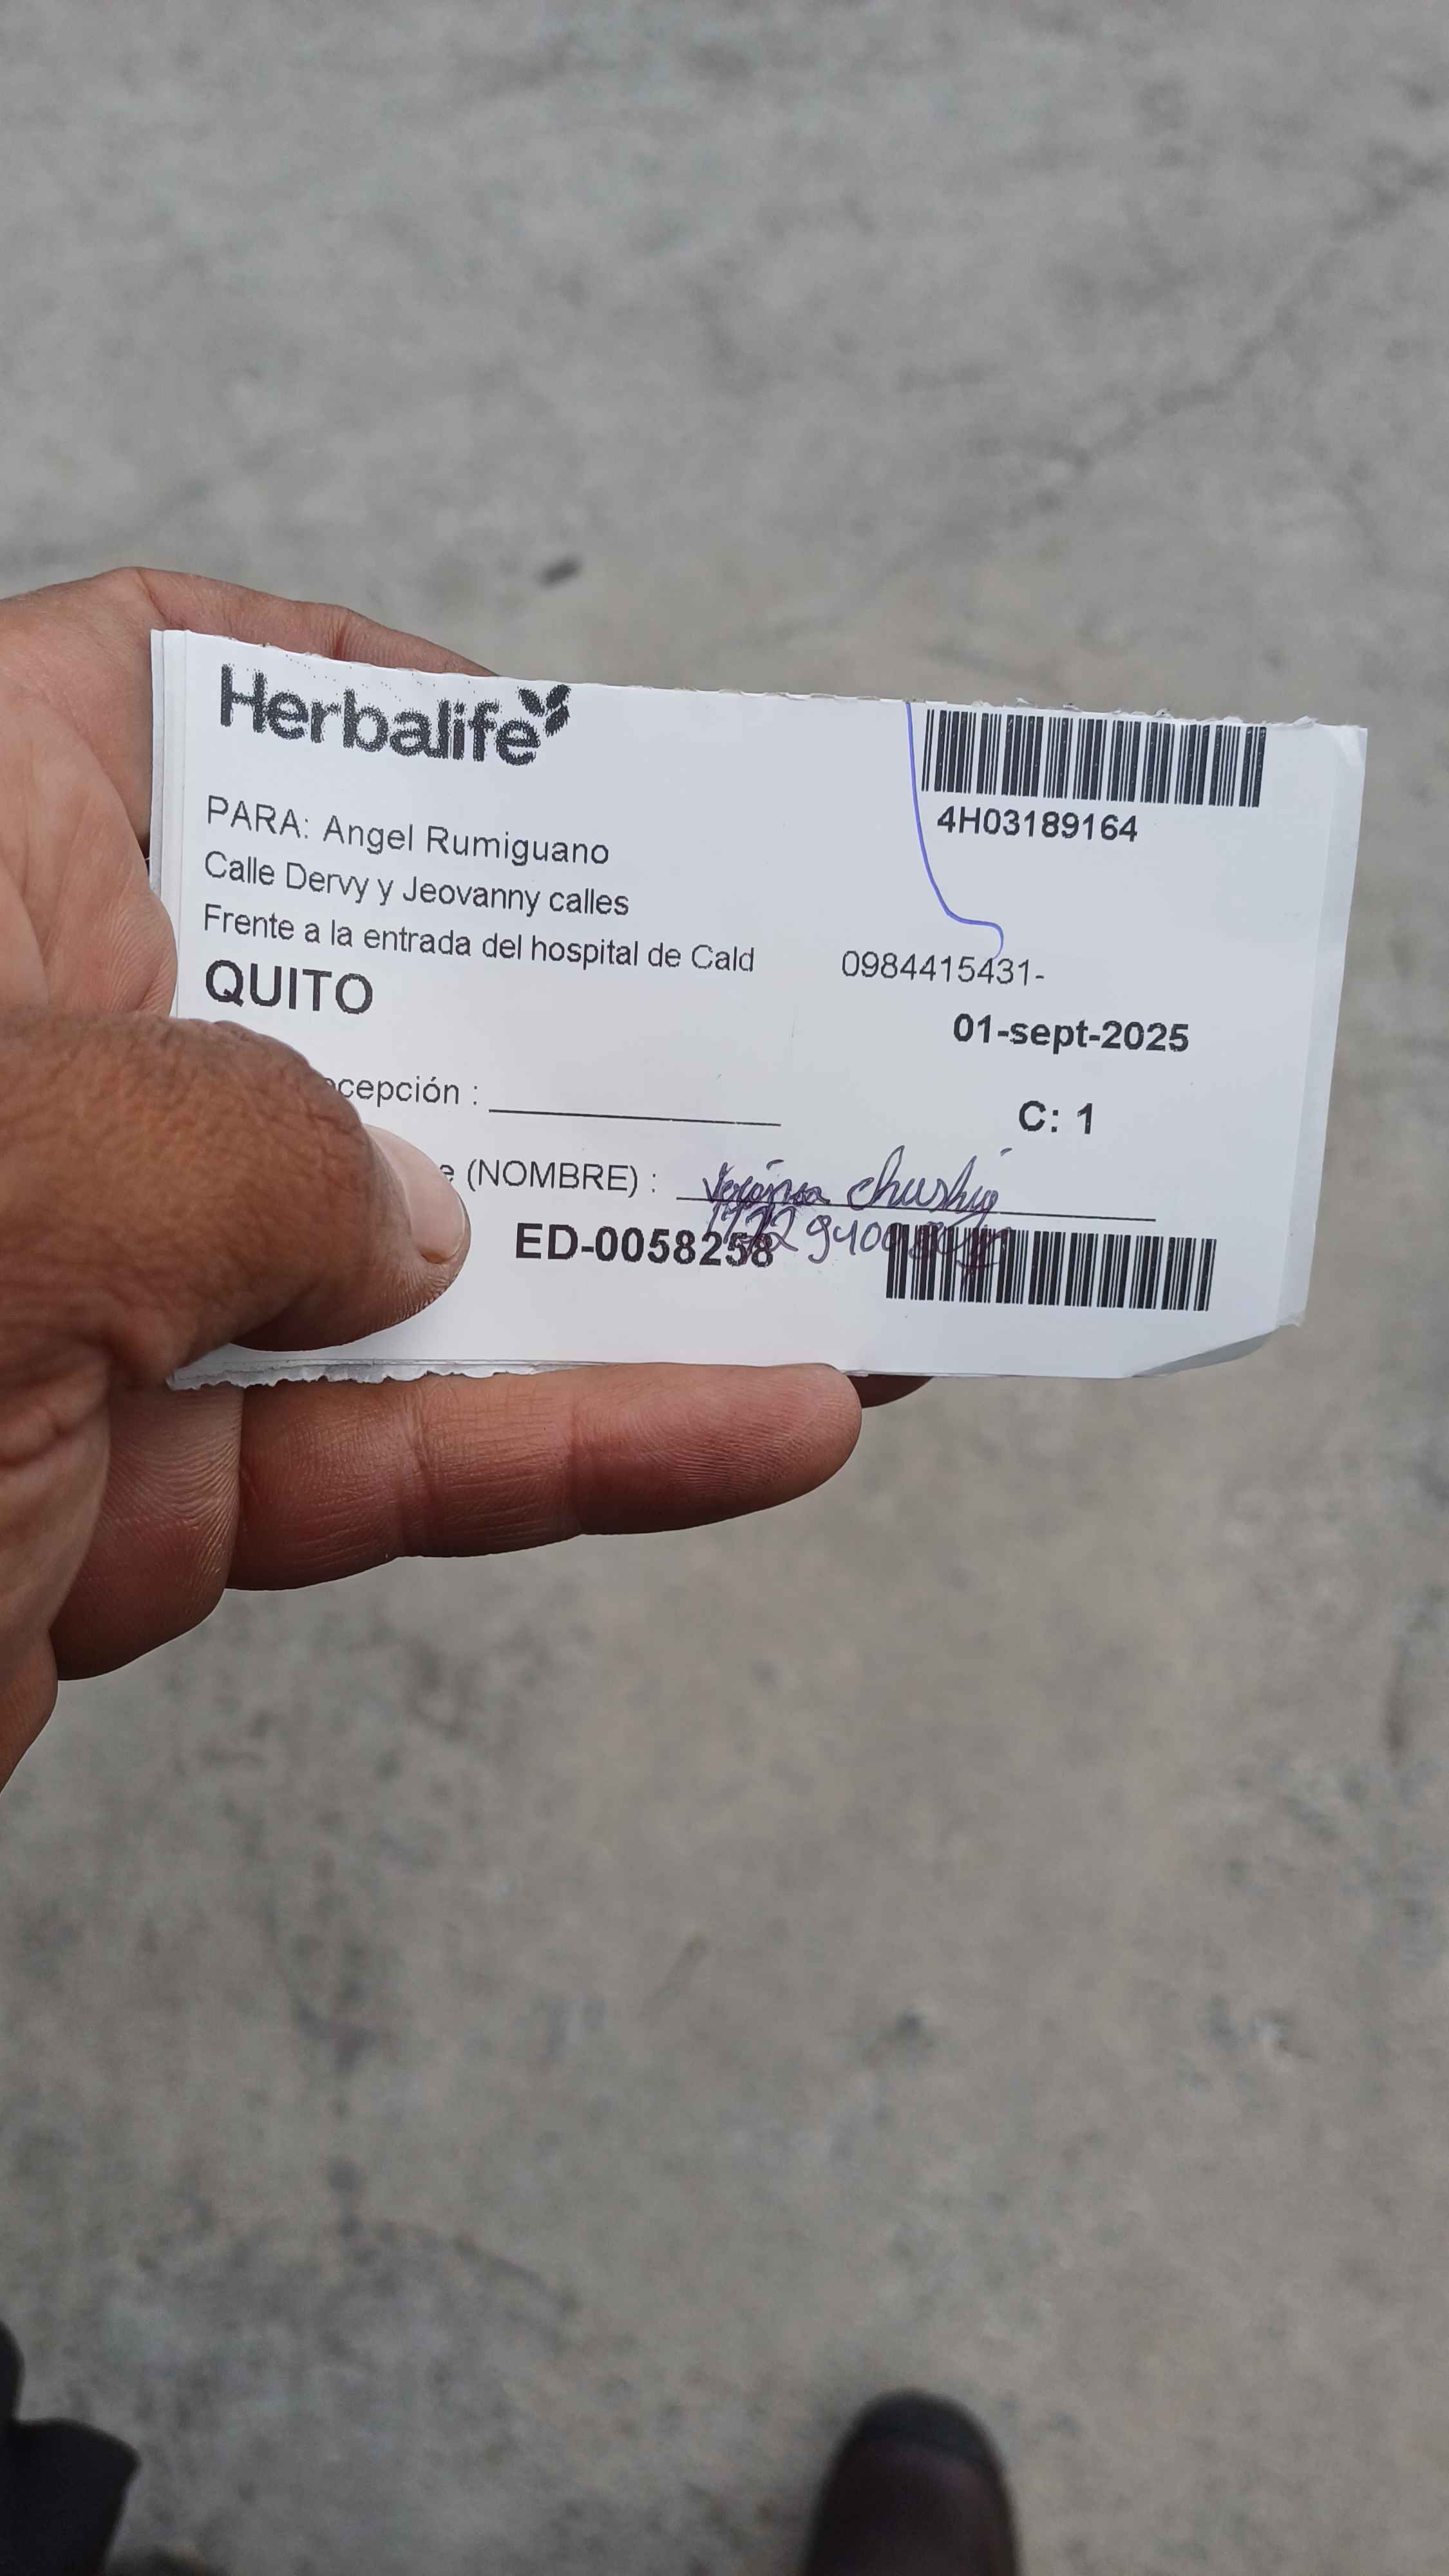 Herbalife
4H03189164
PARA: Angel Rumiguano
Calle Dervy y Jeovanny calles
Frente a la entrada del hospital de Cald
0984415431-
QUITO
01-sept-2025
cepción :
C: 1
e (NOMBRE) :
ED-0058258